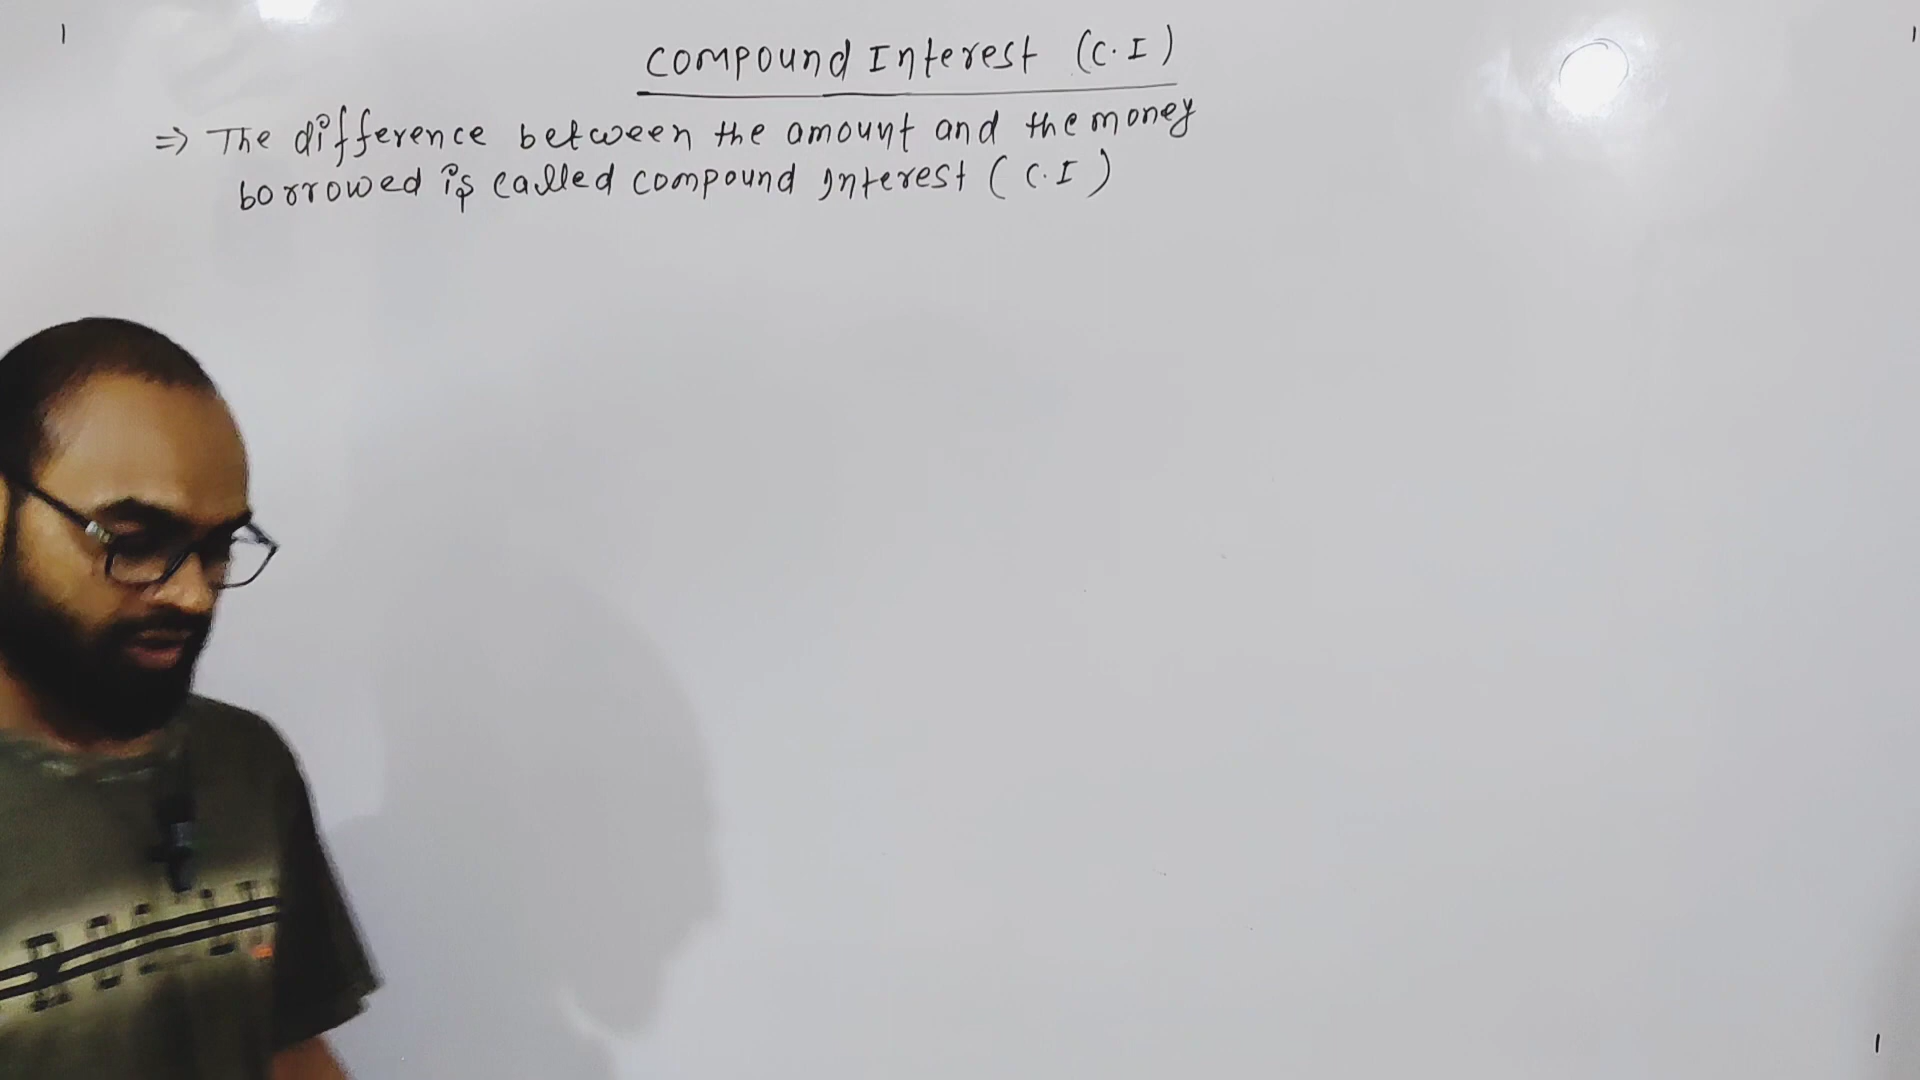 Compound Interest (C.I)
⇒ The difference between the amount and the money
borrowed is called compound Interest (C.I)